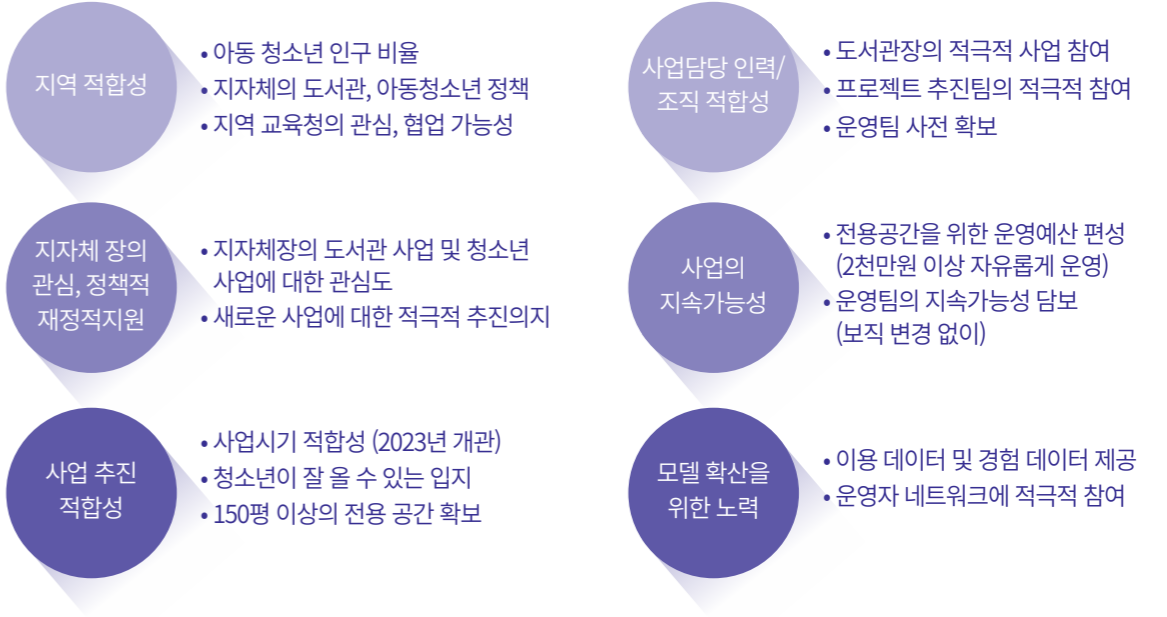 지역 적합성
• 아동 청소년 인구 비율
• 지자체의 도서관, 아동청소년 정책
• 지역 교육청의 관심, 협업 가능성
지자체 장의
관심, 정책적
재정적지원
• 지자체장의 도서관 사업 및 청소년
사업에 대한 관심도
• 새로운 사업에 대한 적극적 추진의지
사업 추진
적합성
• 사업시기 적합성 (2023년 개관)
• 청소년이 잘 올 수 있는 입지
• 150평 이상의 전용 공간 확보
사업담당 인력/
조직 적합성
• 도서관장의 적극적 사업 참여
• 프로젝트 추진팀의 적극적 참여
• 운영팀 사전 확보
사업의
지속가능성
• 전용공간을 위한 운영예산 편성
(2천만원 이상 자유롭게 운영)
• 운영팀의 지속가능성 담보
(보직 변경 없이)
모델 확산을
위한 노력
• 이용 데이터 및 경험 데이터 제공
• 운영자 네트워크에 적극적 참여